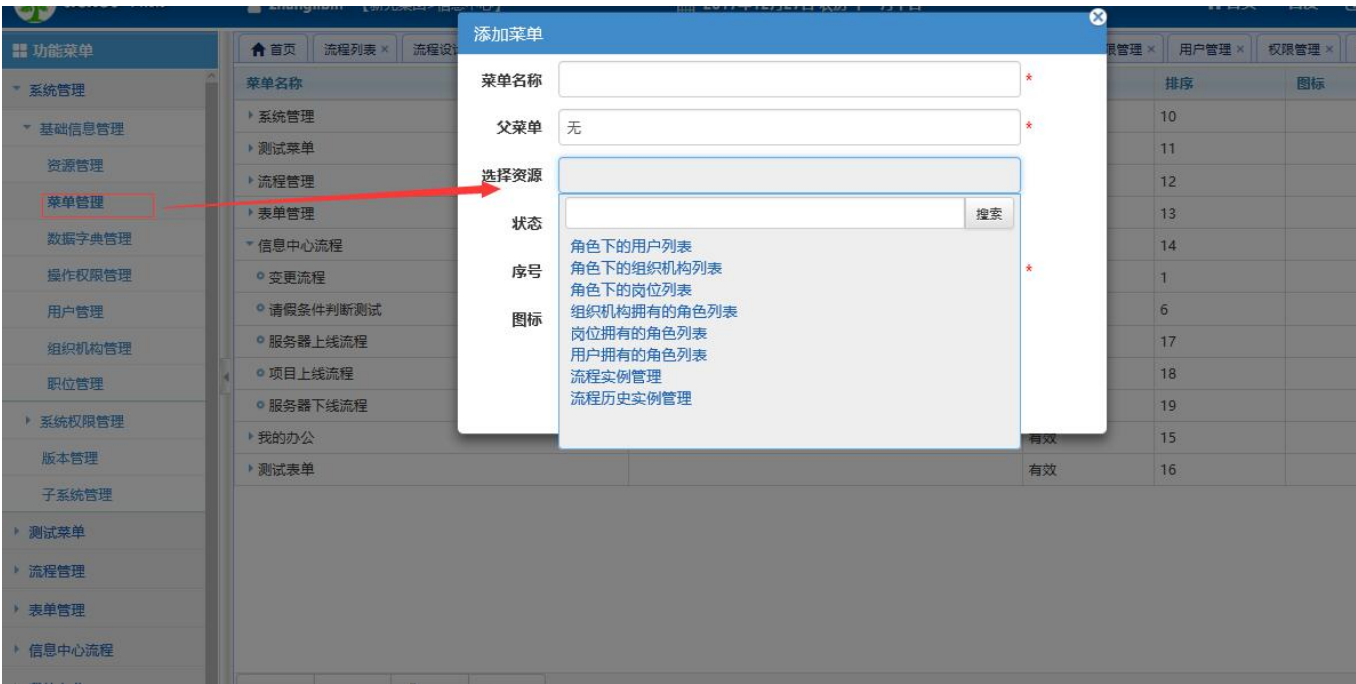 功能菜单
首页 流程列表 × 流程设 添加菜单 限管理 × 用户管理 × 权限管理 ×
系统管理
基础信息管理
资源管理
菜单管理
数据字典管理
操作权限管理
用户管理
组织机构管理
职位管理
系统权限管理
版本管理
子系统管理
测试菜单
流程管理
表单管理
信息中心流程
菜单名称 排序 图标
系统管理 10
测试菜单 11
流程管理 12
表单管理 13
信息中心流程 14
变更流程 1
请假条件判断测试 6
服务器上线流程 17
项目上线流程 18
服务器下线流程 19
我的办公 有效 15
测试表单 有效 16
菜单名称 *
父菜单 无 *
选择资源
搜索
状态
序号 *
图标
角色下的用户列表
角色下的组织机构列表
角色下的岗位列表
组织机构拥有的角色列表
岗位拥有的角色列表
用户拥有的角色列表
流程实例管理
流程历史实例管理